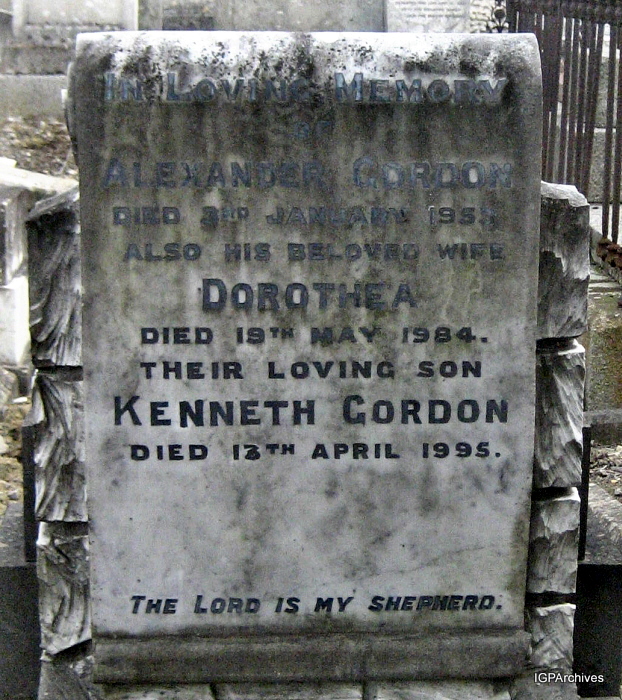 IN LOVING MEMORY
OF
ALEXANDER GORDON
DIED 3RD JANUARY
ALSO HIS BELOVED WIFE
DOROTHEA
DIED 19TH MAY 1984.
THEIR LOVING SON
KENNETH GORDON
DIED 13TH APRIL 1995.
THE LORD IS MY SHEPHERD.
IGPArchives